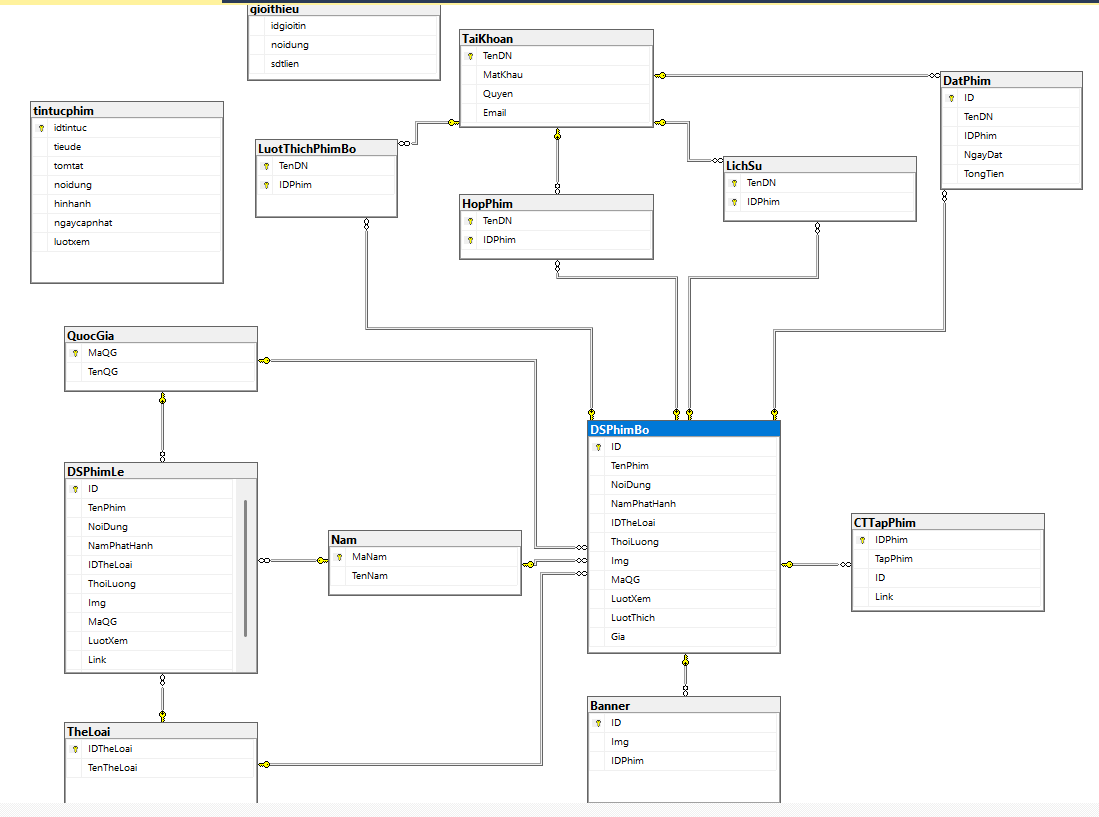 gioithieu
idgioitin
noidung
sdtlien
TaiKhoan
TenDN
MatKhau
Quyen
Email
DatPhim
ID
TenDN
IDPhim
NgayDat
TongTien
tintucphim
idtintuc
tieude
tomtat
noidung
hinhanh
ngaycapnhat
luotxem
LuotThichPhimBo
TenDN
IDPhim
LichSu
TenDN
IDPhim
HopPhim
TenDN
IDPhim
QuocGia
MaQG
TenQG
DSPhimBo
ID
TenPhim
NoiDung
NamPhatHanh
IDTheLoai
ThoiLuong
Img
MaQG
LuotXem
LuotThich
Gia
DSPhimLe
ID
TenPhim
NoiDung
NamPhatHanh
IDTheLoai
ThoiLuong
Img
MaQG
LuotXem
Link
Nam
MaNam
TenNam
CTTapPhim
IDPhim
TapPhim
ID
Link
Banner
ID
Img
IDPhim
TheLoai
IDTheLoai
TenTheLoai